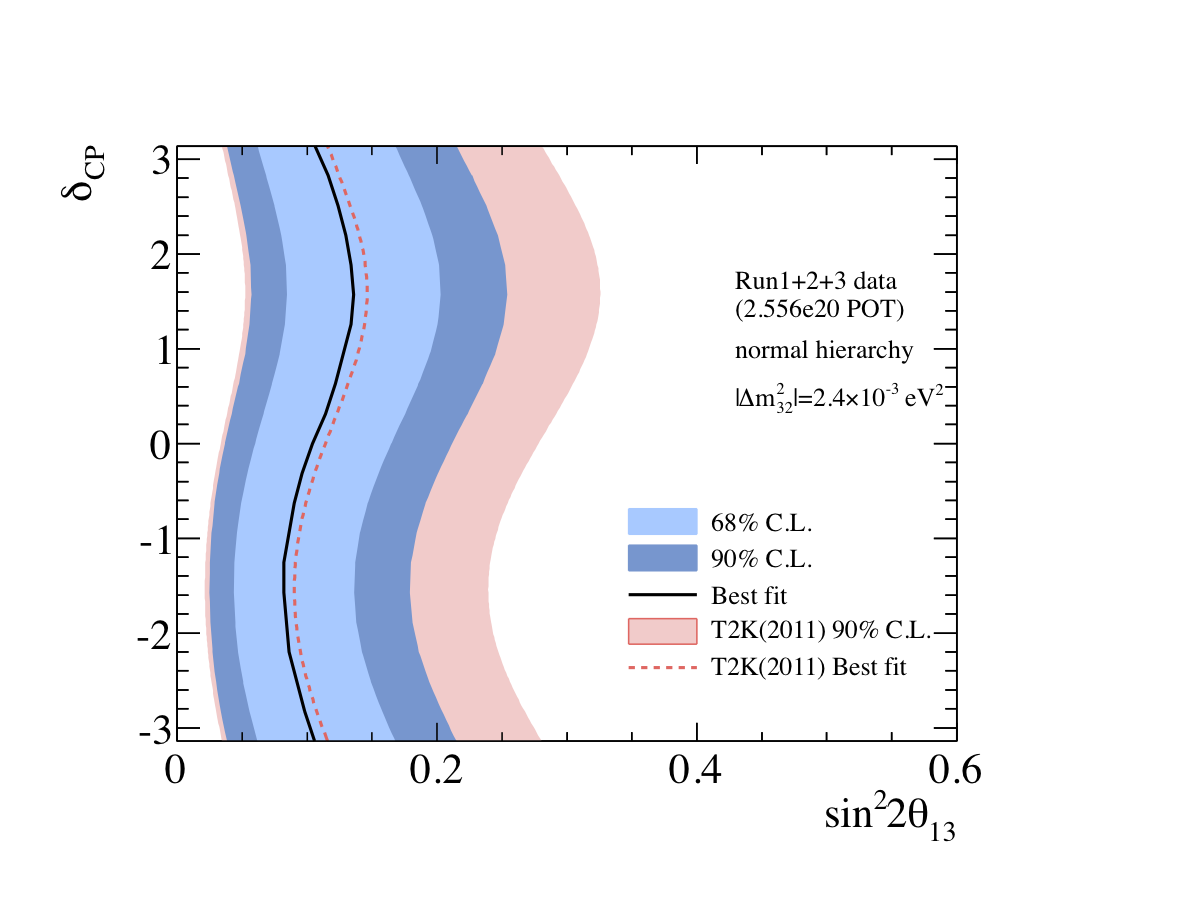 δCP
3
2
1
0
-1
-2
-3
Run1+2+3 data
(2.556e20 POT)
normal hierarchy
|Δm²₃₂|=2.4×10⁻³ eV²
68% C.L.
90% C.L.
Best fit
T2K(2011) 90% C.L.
T2K(2011) Best fit
0 0.2 0.4 0.6
sin²2θ₁₃